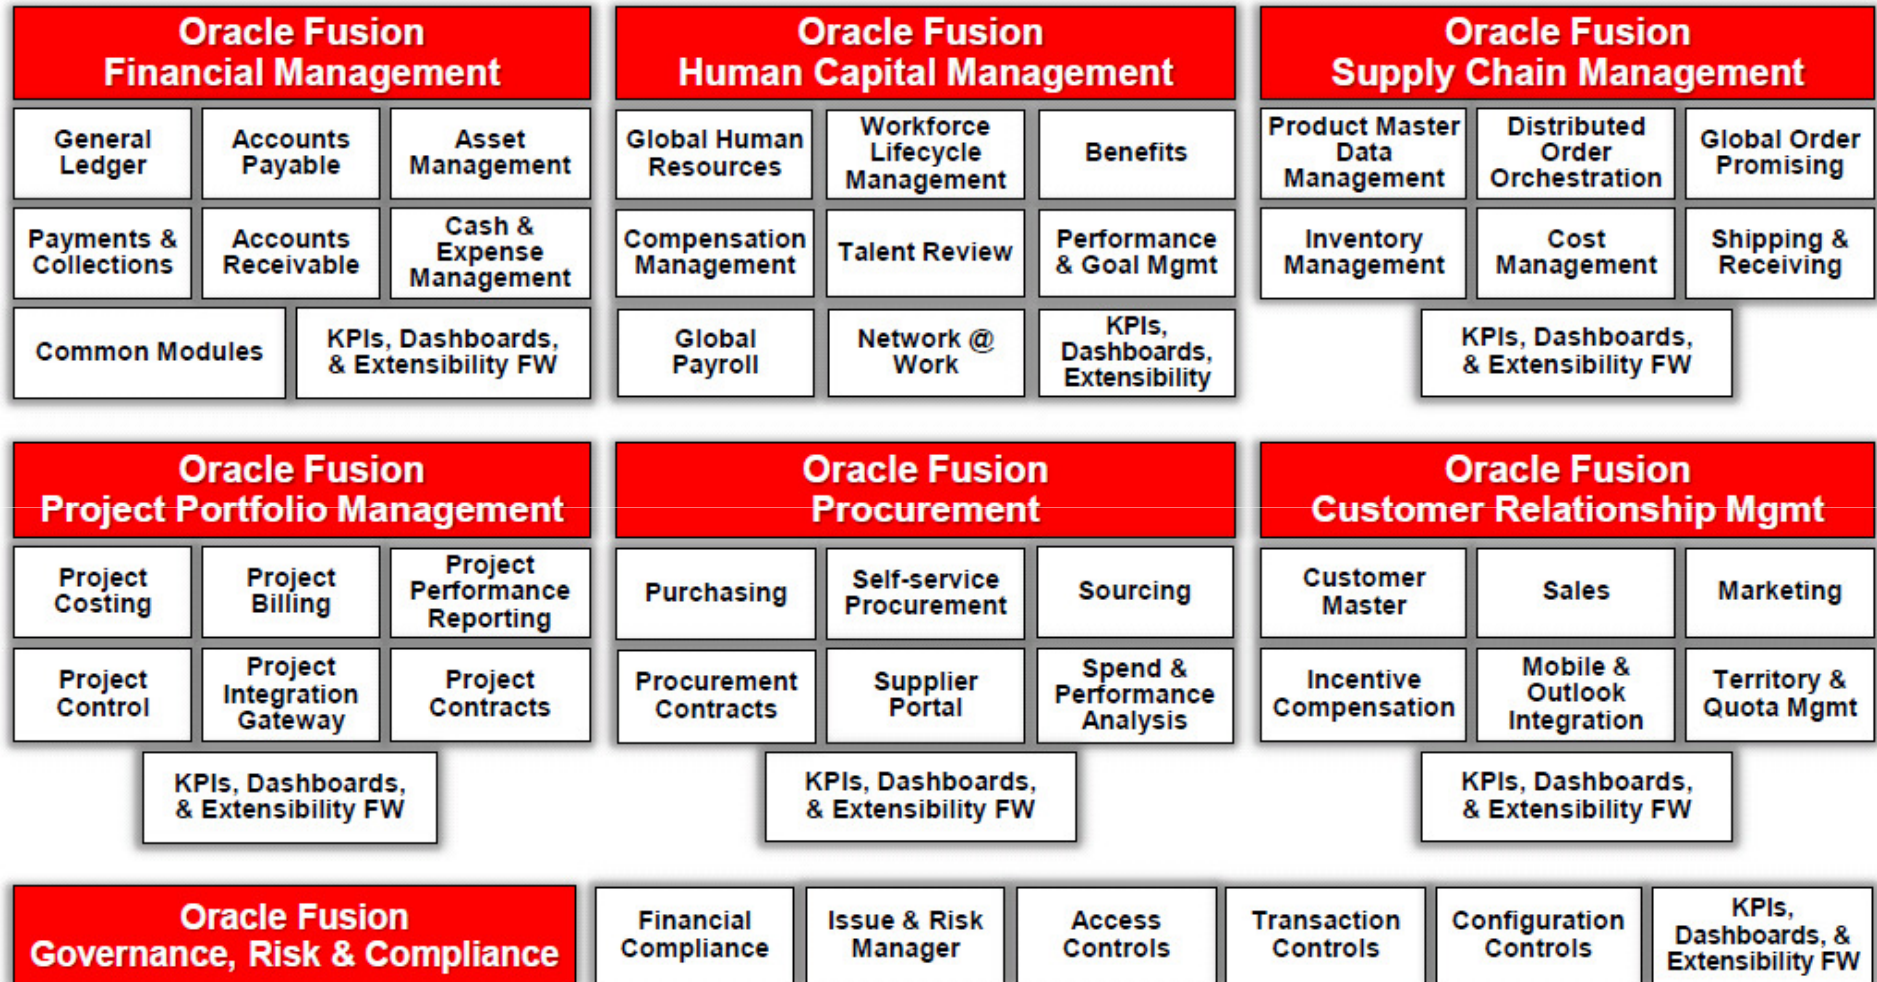 Oracle Fusion
Financial Management
General
Ledger
Accounts
Payable
Asset
Management
Payments &
Collections
Accounts
Receivable
Cash &
Expense
Management
Common Modules
KPIs, Dashboards,
& Extensibility FW
Oracle Fusion
Human Capital Management
Global Human
Resources
Workforce
Lifecycle
Management
Benefits
Compensation
Management
Talent Review
Performance
& Goal Mgmt
Global
Payroll
Network @
Work
KPIs,
Dashboards,
Extensibility
Oracle Fusion
Supply Chain Management
Product Master
Data
Management
Distributed
Order
Orchestration
Global Order
Promising
Inventory
Management
Cost
Management
Shipping &
Receiving
KPIs, Dashboards,
& Extensibility FW
Oracle Fusion
Project Portfolio Management
Project
Costing
Project
Billing
Project
Performance
Reporting
Project
Control
Project
Integration
Gateway
Project
Contracts
KPIs, Dashboards,
& Extensibility FW
Oracle Fusion
Procurement
Purchasing
Self-service
Procurement
Sourcing
Procurement
Contracts
Supplier
Portal
Spend &
Performance
Analysis
KPIs, Dashboards,
& Extensibility FW
Oracle Fusion
Customer Relationship Mgmt
Customer
Master
Sales
Marketing
Incentive
Compensation
Mobile &
Outlook
Integration
Territory &
Quota Mgmt
KPIs, Dashboards,
& Extensibility FW
Oracle Fusion
Governance, Risk & Compliance
Financial
Compliance
Issue & Risk
Manager
Access
Controls
Transaction
Controls
Configuration
Controls
KPIs,
Dashboards, &
Extensibility FW